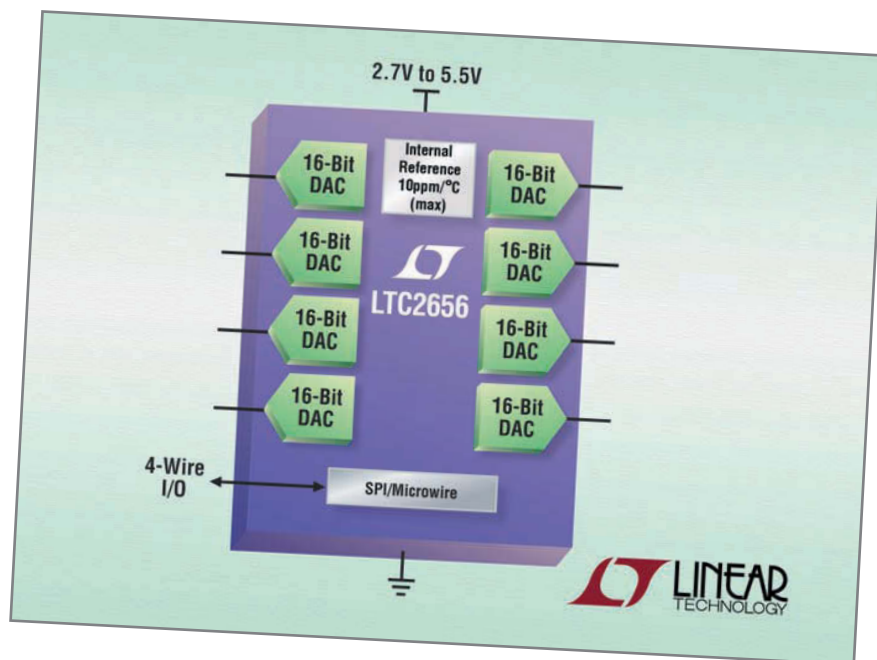 2.7V to 5.5V
16-Bit
DAC
Internal
Reference
10ppm/°C
(max)
16-Bit
DAC
16-Bit
DAC
16-Bit
DAC
LTC2656
16-Bit
DAC
16-Bit
DAC
16-Bit
DAC
16-Bit
DAC
4-Wire
I/O
SPI/Microwire
LINEAR
TECHNOLOGY